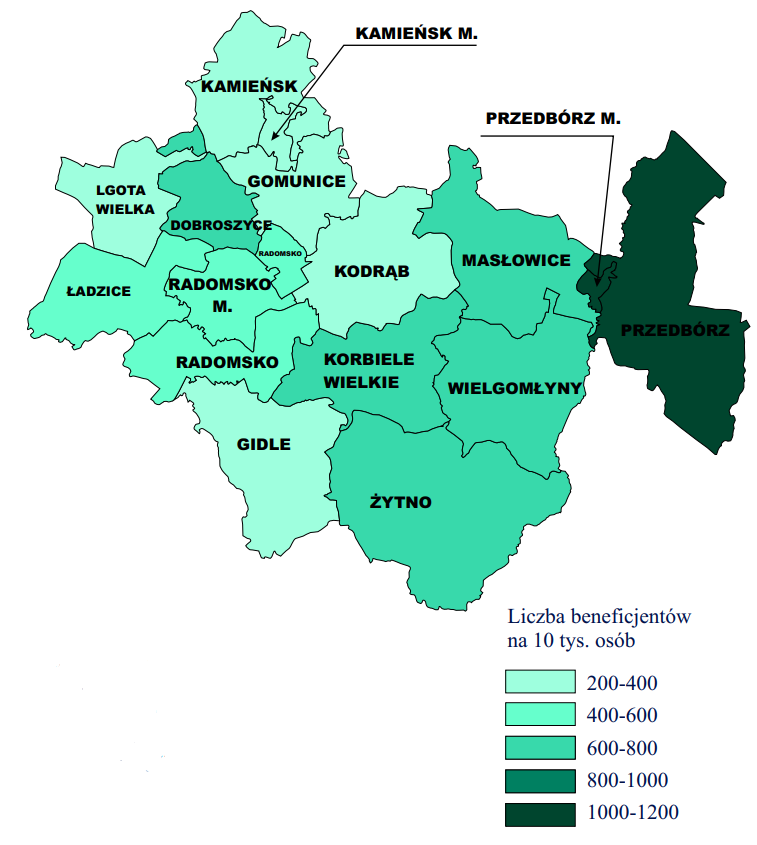 KAMIEŃSK M.
KAMIEŃSK
PRZEDBÓRZ M.
GOMUNICE
LGOTA
WIELKA
DOBROSZYCE
RADOMSKO
MASŁOWICE
KODRĄB
ŁADZICE
RADOMSKO
M.
PRZEDBÓRZ
RADOMSKO
KORBIELE
WIELKIE
WIELGOMŁYNY
GIDLE
ŻYTNO
Liczba beneficjentów
na 10 tys. osób
200-400
400-600
600-800
800-1000
1000-1200